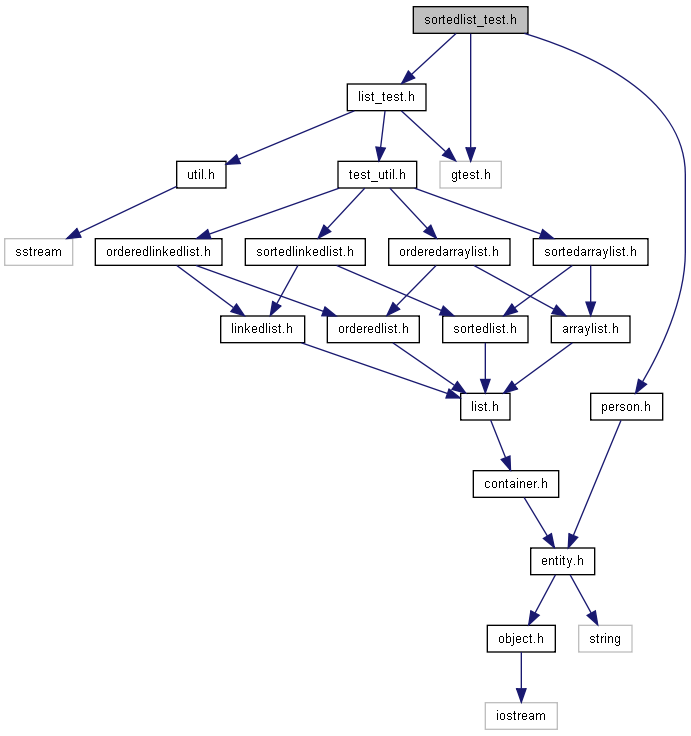 sortedlist_test.h
list_test.h
util.h
test_util.h
gtest.h
sstream
orderedlinkedlist.h
sortedlinkedlist.h
orderedarraylist.h
sortedarraylist.h
linkedlist.h
orderedlist.h
sortedlist.h
arraylist.h
list.h
person.h
container.h
entity.h
object.h
string
iostream